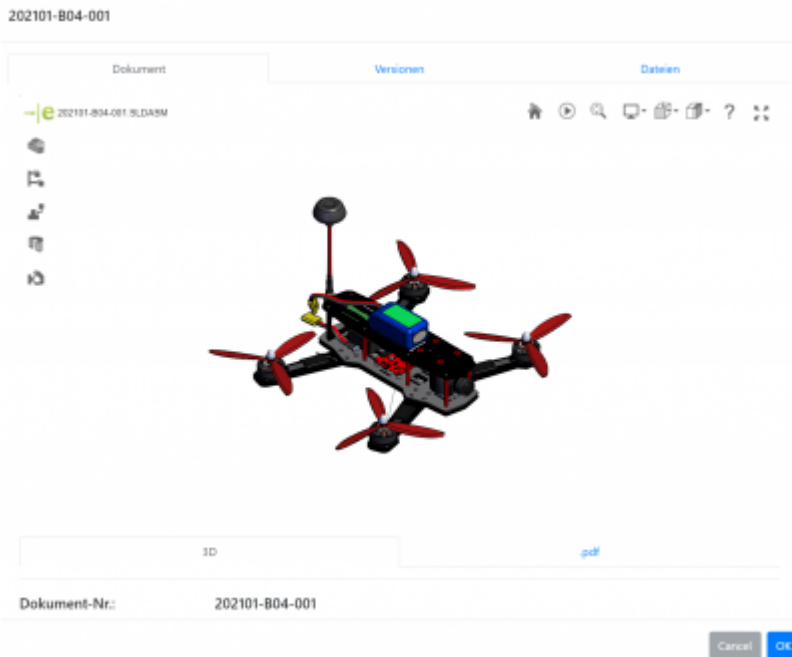 202101-B04-001
Dokument Versionen Dateien
e 202101-B04-001.SLDASM
?
3D .pdf
Dokument-Nr.: 202101-B04-001
Cancel OK